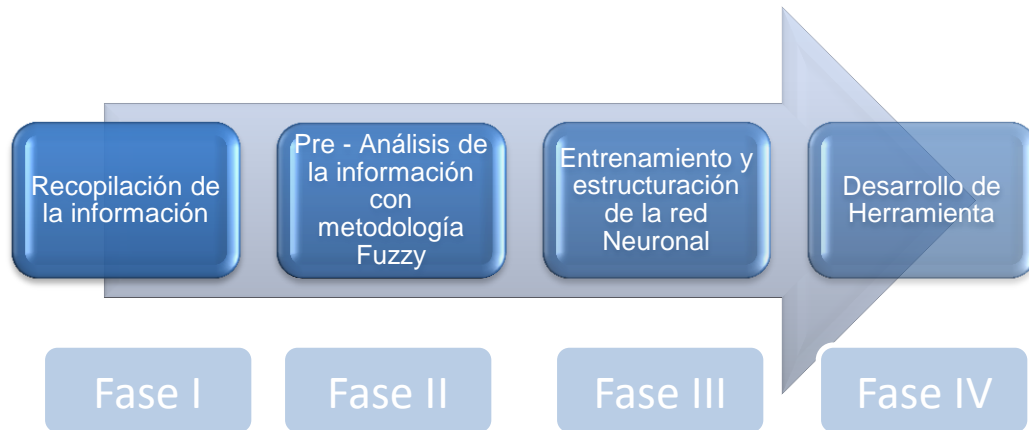 Recopilación de
la información
Pre - Análisis de
la información
con
metodología
Fuzzy
Entrenamiento y
estructuración
de la red
Neuronal
Desarrollo de
Herramienta
Fase I
Fase II
Fase III
Fase IV